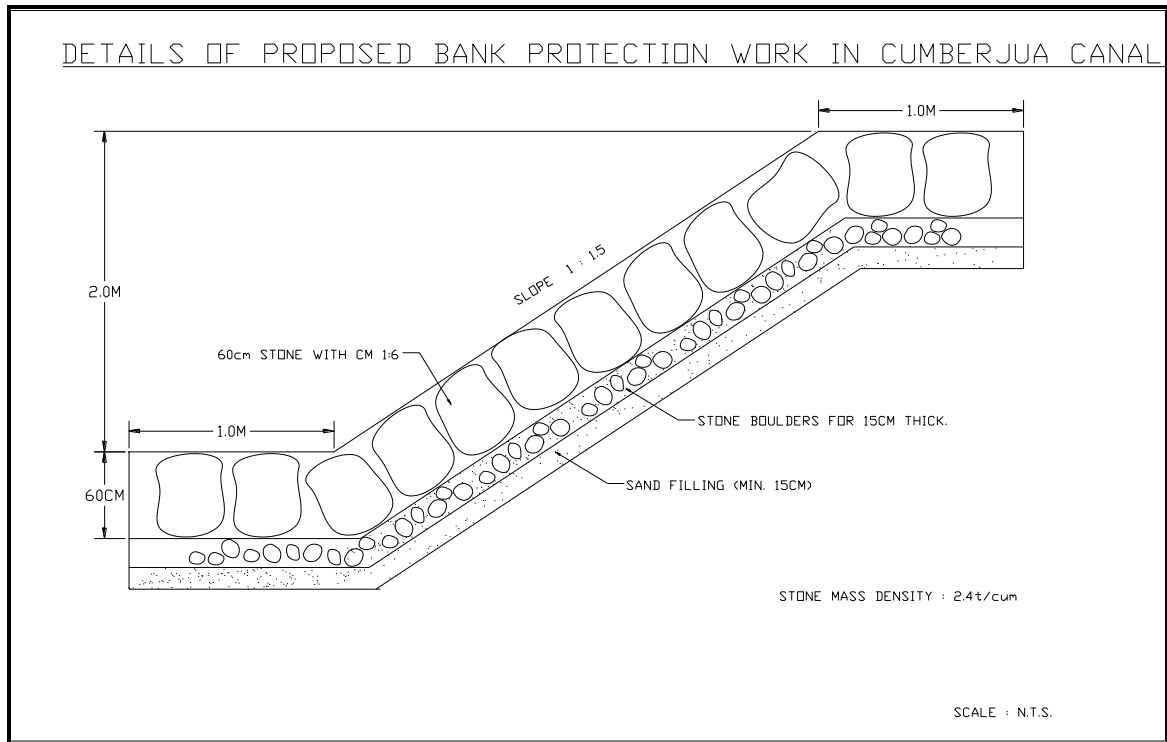 DETAILS OF PROPOSED BANK PROTECTION WORK IN CUMBERJUA CANAL
1.0M
SLOPE 1 : 1.5
2.0M
60cm STONE WITH CM 1:6
STONE BOULDERS FOR 15CM THICK.
1.0M
SAND FILLING (MIN. 15CM)
60CM
STONE MASS DENSITY : 2.4t/cum
SCALE : N.T.S.